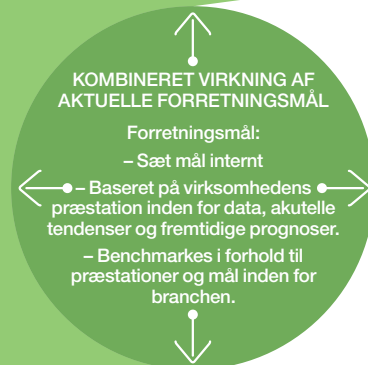 KOMBINERET VIRKNING AF
AKTUELLE FORRETNINGSMÅL
Forretningsmål:
– Sæt mål internt
– Baseret på virksomhedens
præstation inden for data, akutelle
tendenser og fremtidige prognoser.
– Benchmarkes i forhold til
præstationer og mål inden for
branchen.